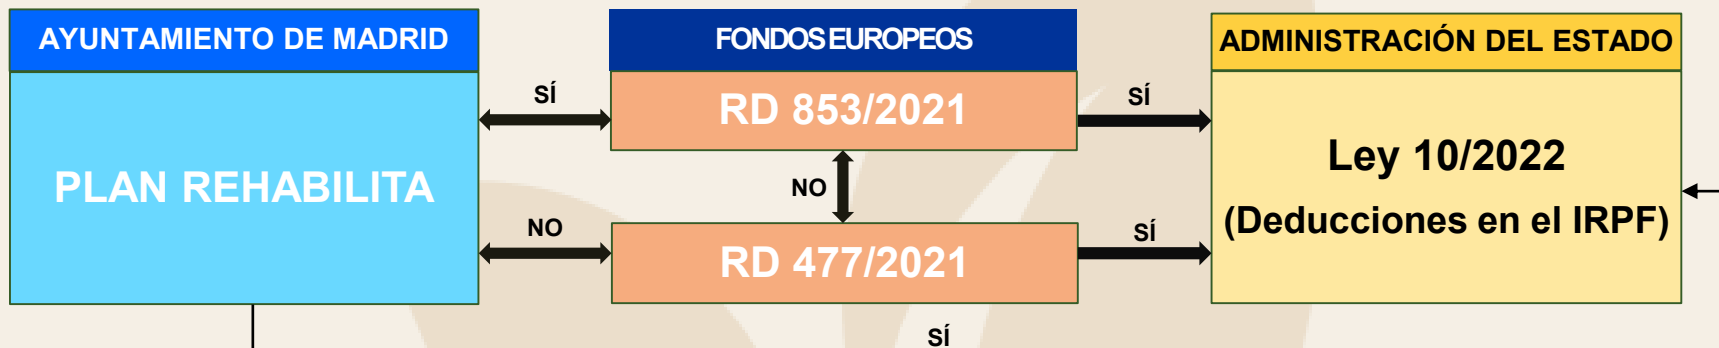 AYUNTAMIENTO DE MADRID
PLAN REHABILITA
SÍ
NO
FONDOS EUROPEOS
RD 853/2021
NO
RD 477/2021
SÍ
SÍ
SÍ
ADMINISTRACIÓN DEL ESTADO
Ley 10/2022
(Deducciones en el IRPF)